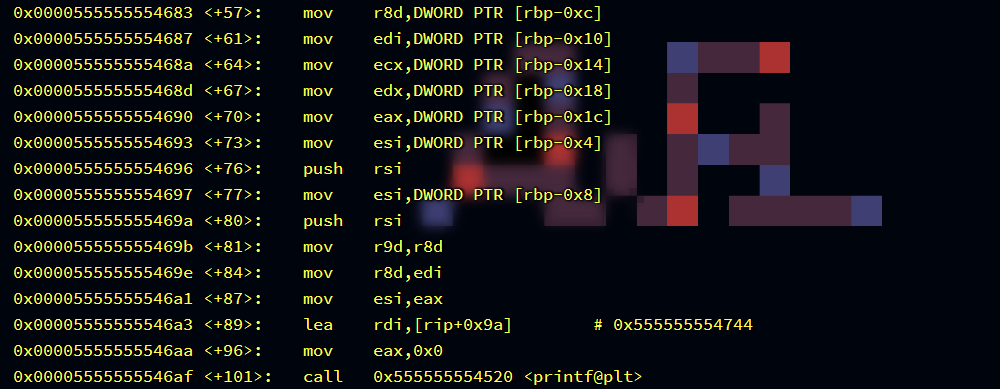 0x0000555555554683 <+57>: mov r8d,DWORD PTR [rbp-0xc]
0x0000555555554687 <+61>: mov edi,DWORD PTR [rbp-0x10]
0x000055555555468a <+64>: mov ecx,DWORD PTR [rbp-0x14]
0x000055555555468d <+67>: mov edx,DWORD PTR [rbp-0x18]
0x0000555555554690 <+70>: mov eax,DWORD PTR [rbp-0x1c]
0x0000555555554693 <+73>: mov esi,DWORD PTR [rbp-0x4]
0x0000555555554696 <+76>: push rsi
0x0000555555554697 <+77>: mov esi,DWORD PTR [rbp-0x8]
0x000055555555469a <+80>: push rsi
0x000055555555469b <+81>: mov r9d,r8d
0x000055555555469e <+84>: mov r8d,edi
0x00005555555546a1 <+87>: mov esi,eax
0x00005555555546a3 <+89>: lea rdi,[rip+0x9a] # 0x555555554744
0x00005555555546aa <+96>: mov eax,0x0
0x00005555555546af <+101>: call 0x555555554520 <printf@plt>